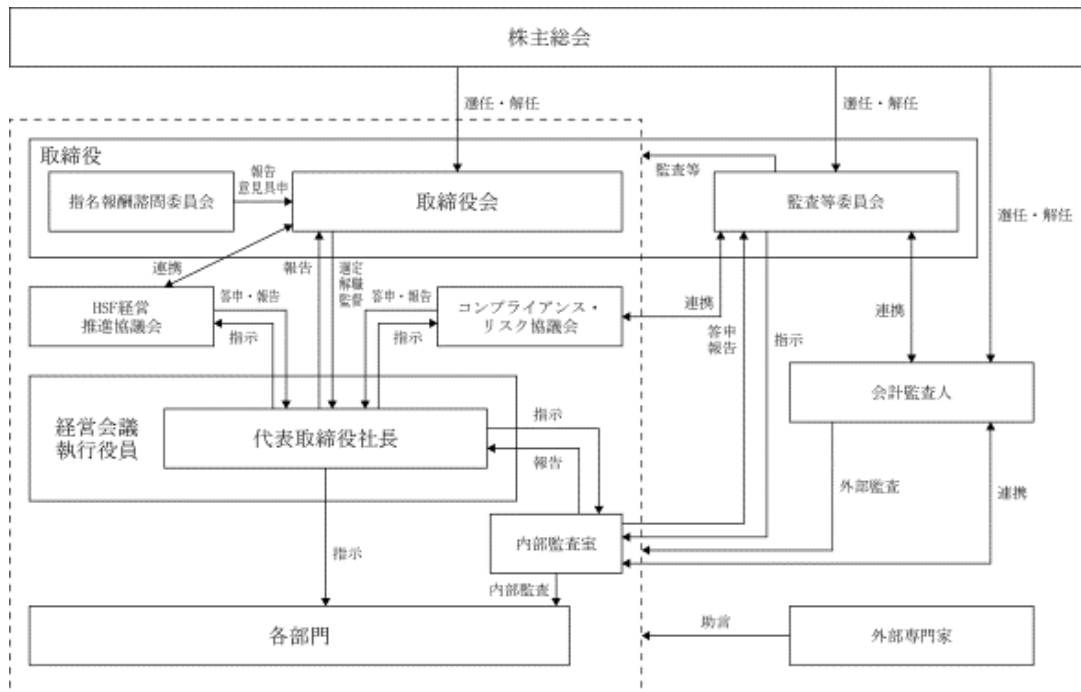 株主総会
選任・解任
選任・解任
選任・解任
取締役
指名報酬諮問委員会
報告
意見具申
取締役会
監査等
監査等委員会
連携
報告
選定
解職
監督
HSF経営
推進協議会
答申・報告
指示
答申・報告
指示
コンプライアンス・
リスク協議会
連携
答申
報告
指示
連携
会計監査人
経営会議
執行役員
代表取締役社長
指示
報告
外部監査
連携
内部監査室
指示
内部監査
各部門
助言
外部専門家